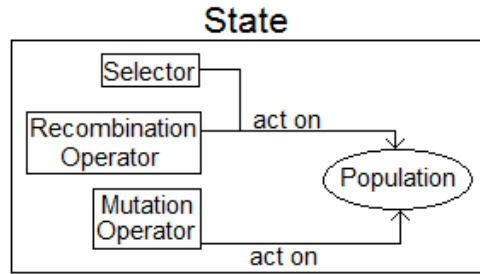 State
Selector
Recombination
Operator
act on
Population
Mutation
Operator
act on